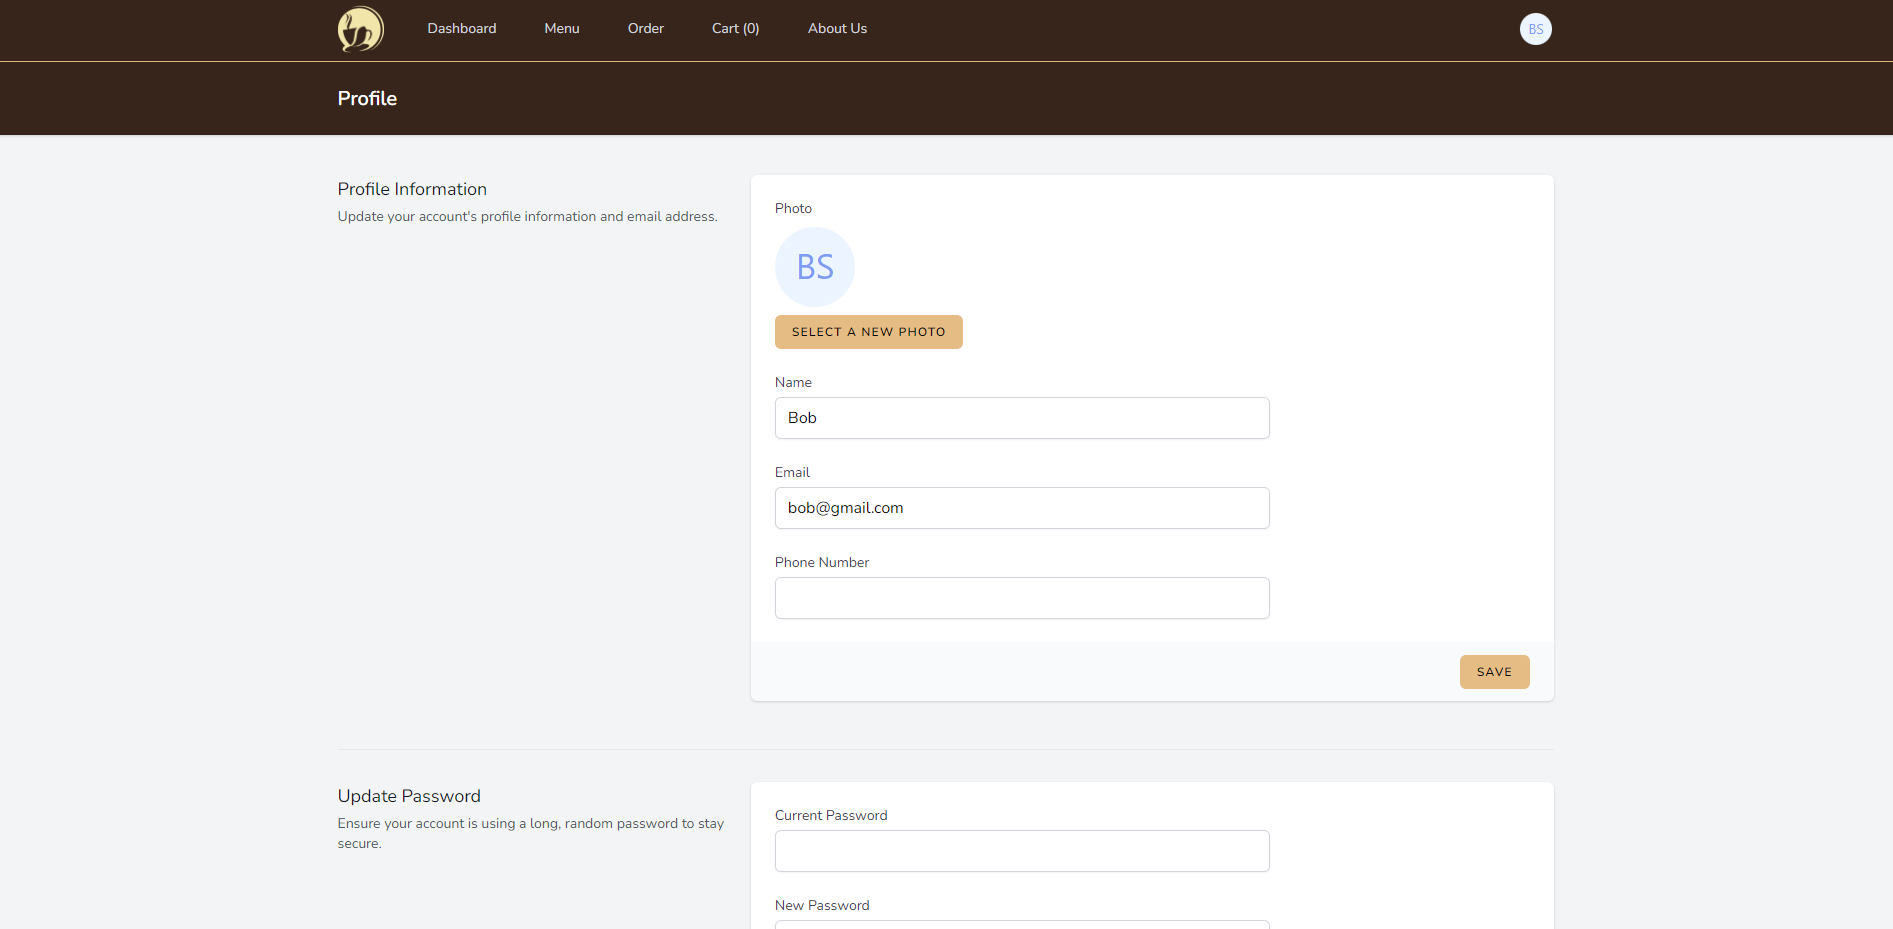 Dashboard
Menu
Order
Cart (0)
About Us
BS
Profile
Profile Information
Update your account's profile information and email address.
Photo
BS
SELECT A NEW PHOTO
Name
Bob
Email
bob@gmail.com
Phone Number
SAVE
Update Password
Ensure your account is using a long, random password to stay
secure.
Current Password
New Password